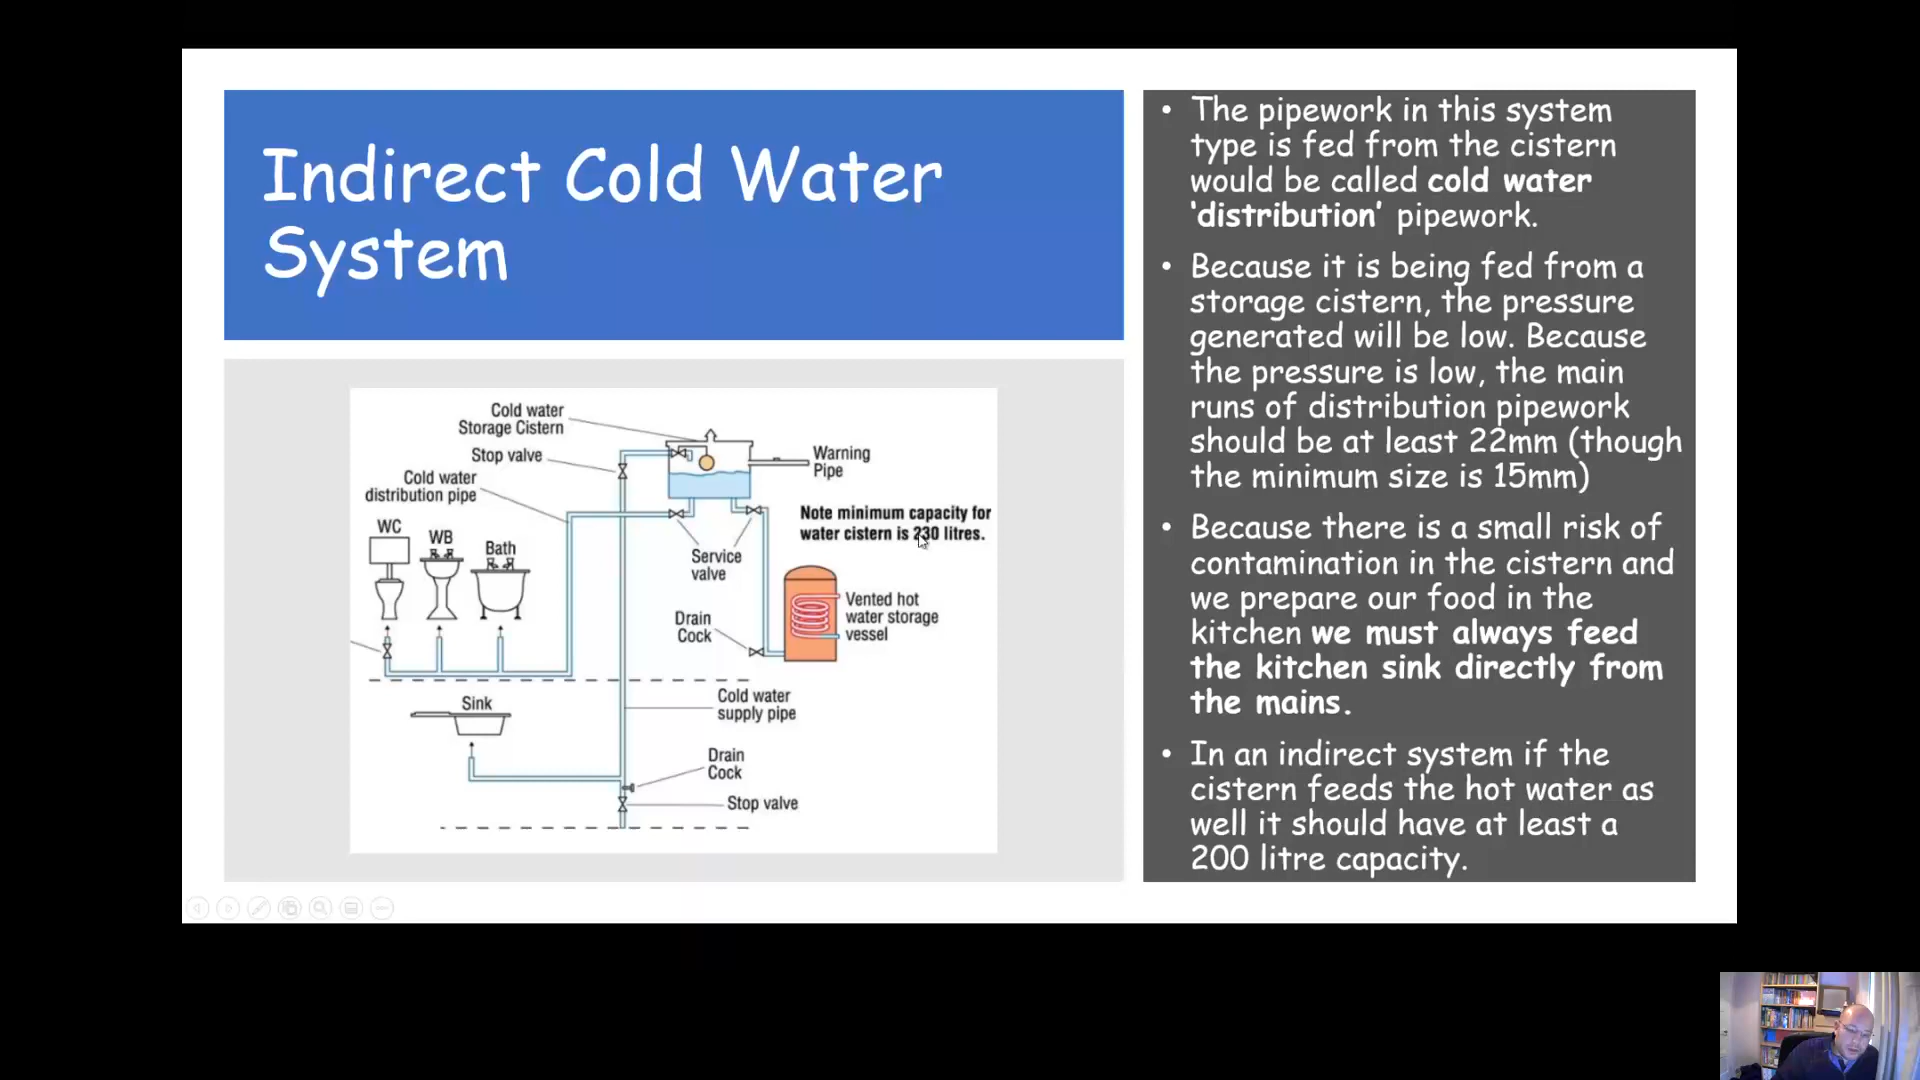 Indirect Cold Water
System
Cold water
Storage Cistern
Stop valve
Cold water
distribution pipe
Warning
Pipe
Note minimum capacity for
water cistern is 230 litres.
WC
WB
Bath
Service
valve
Drain
Cock
Vented hot
water storage
vessel
Sink
Cold water
supply pipe
Drain
Cock
Stop valve
• The pipework in this system
type is fed from the cistern
would be called cold water
‘distribution’ pipework.
• Because it is being fed from a
storage cistern, the pressure
generated will be low. Because
the pressure is low, the main
runs of distribution pipework
should be at least 22mm (though
the minimum size is 15mm)
• Because there is a small risk of
contamination in the cistern and
we prepare our food in the
kitchen we must always feed
the kitchen sink directly from
the mains.
• In an indirect system if the
cistern feeds the hot water as
well it should have at least a
200 litre capacity.